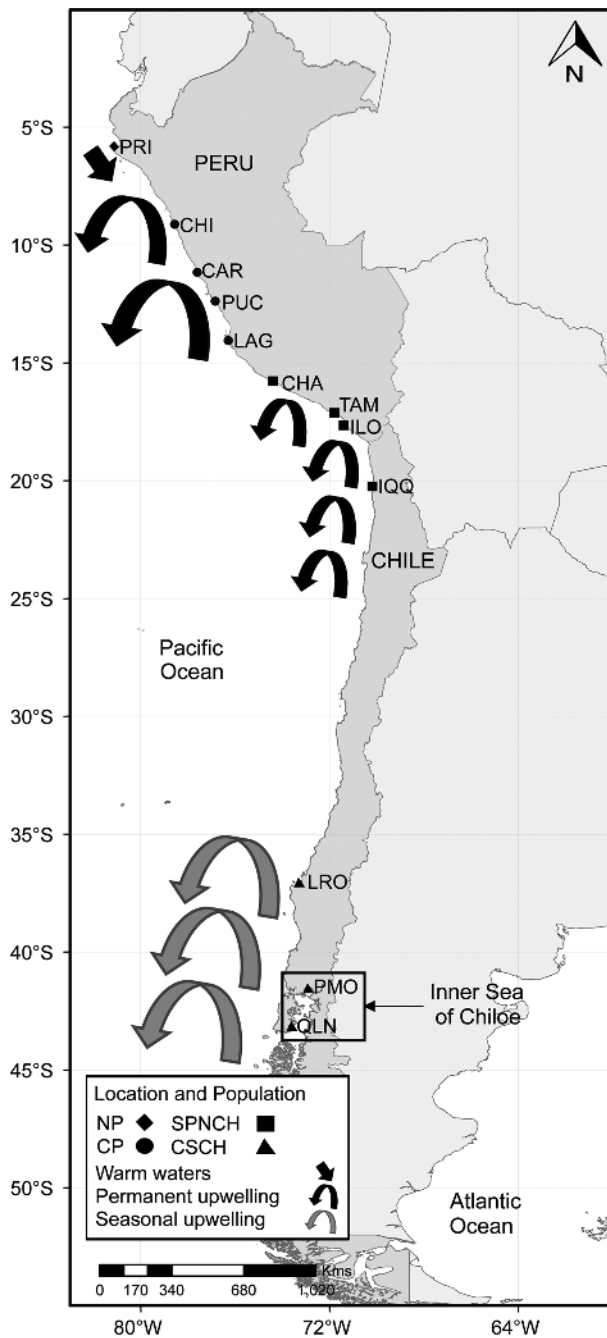 N
5°S
PRI
PERU
CHI
10°S
CAR
PUC
LAG
15°S
CHA
TAM
ILO
20°S
IQQ
CHILE
25°S
Pacific
Ocean
30°S
35°S
LRO
40°S
PMO
Inner Sea
of Chiloe
QLN
45°S
Location and Population
NP SPNCH
CP CSCH
Warm waters
Permanent upwelling
Seasonal upwelling
50°S
Atlantic
Ocean
Kms
0 170 340 680 1,020
80°W 72°W 64°W